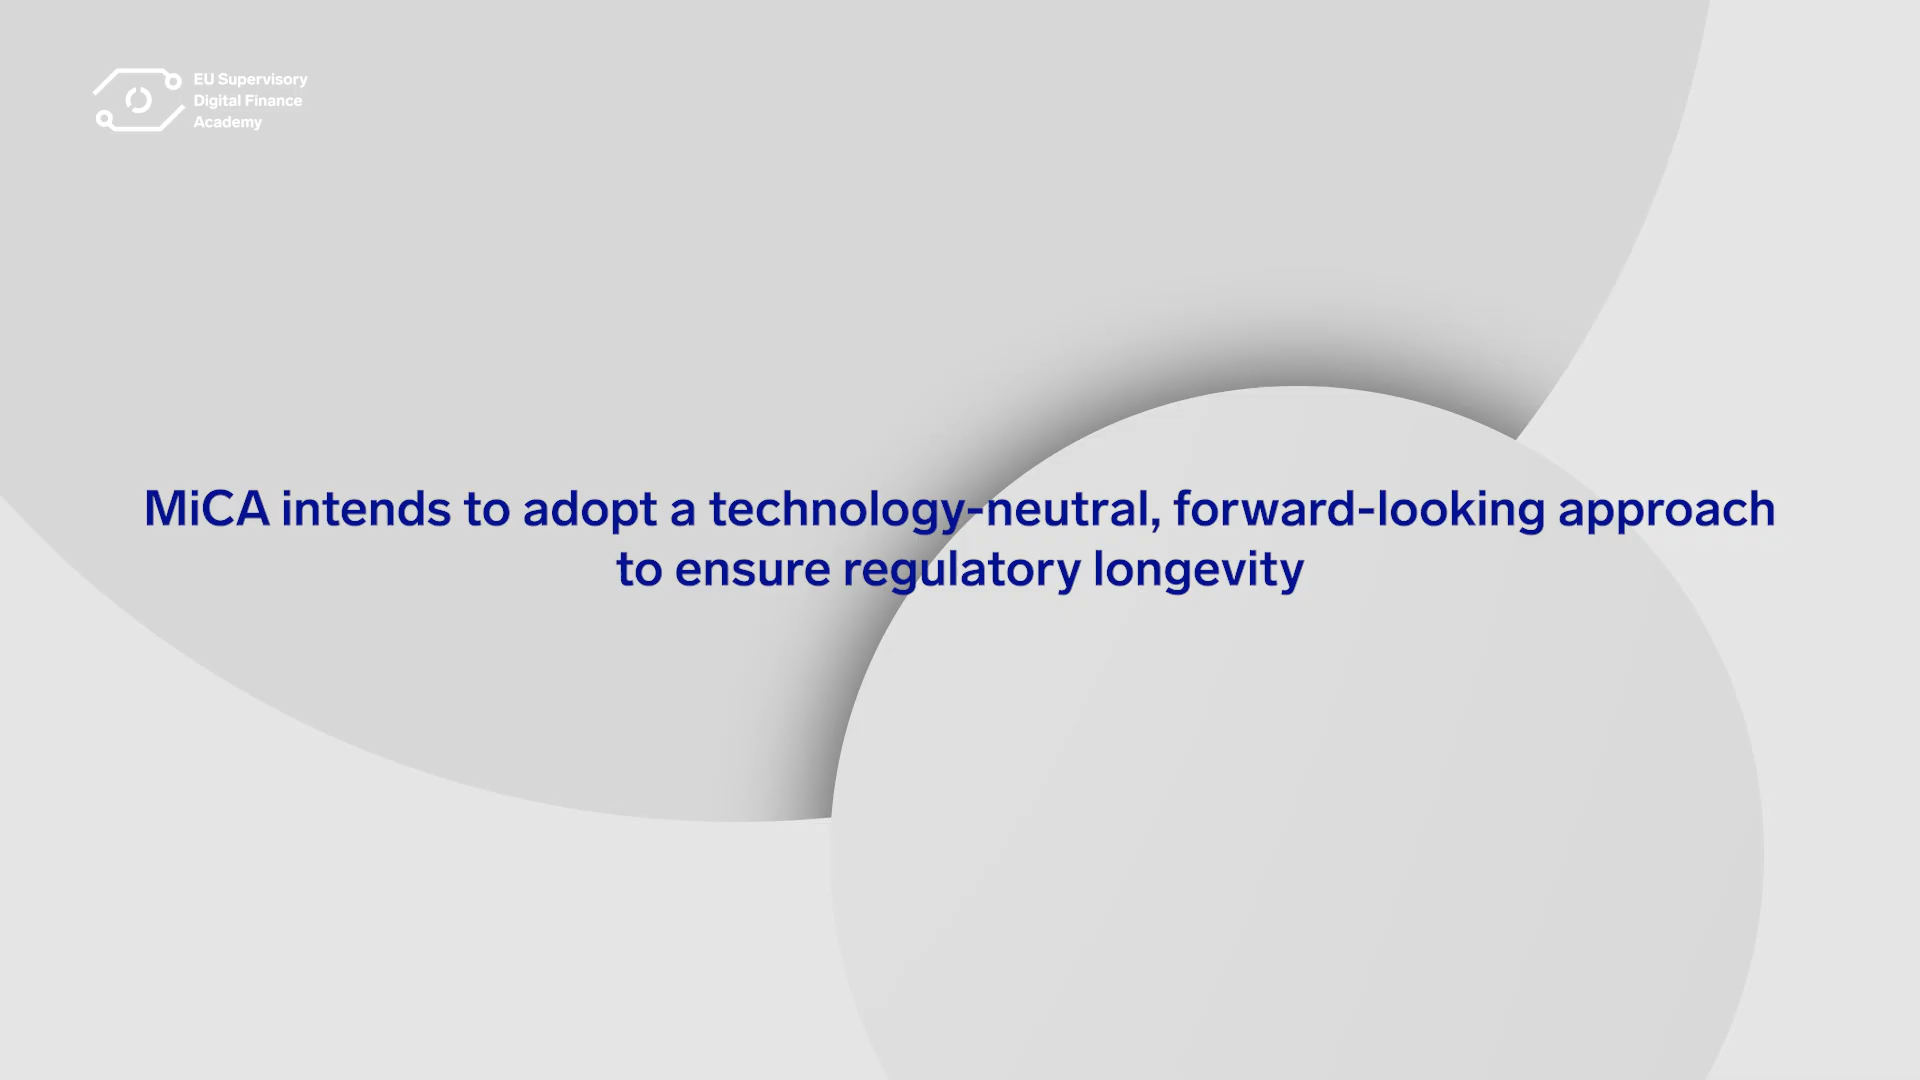 EU Supervisory
Digital Finance
Academy
MiCA intends to adopt a technology-neutral, forward-looking approach
to ensure regulatory longevity